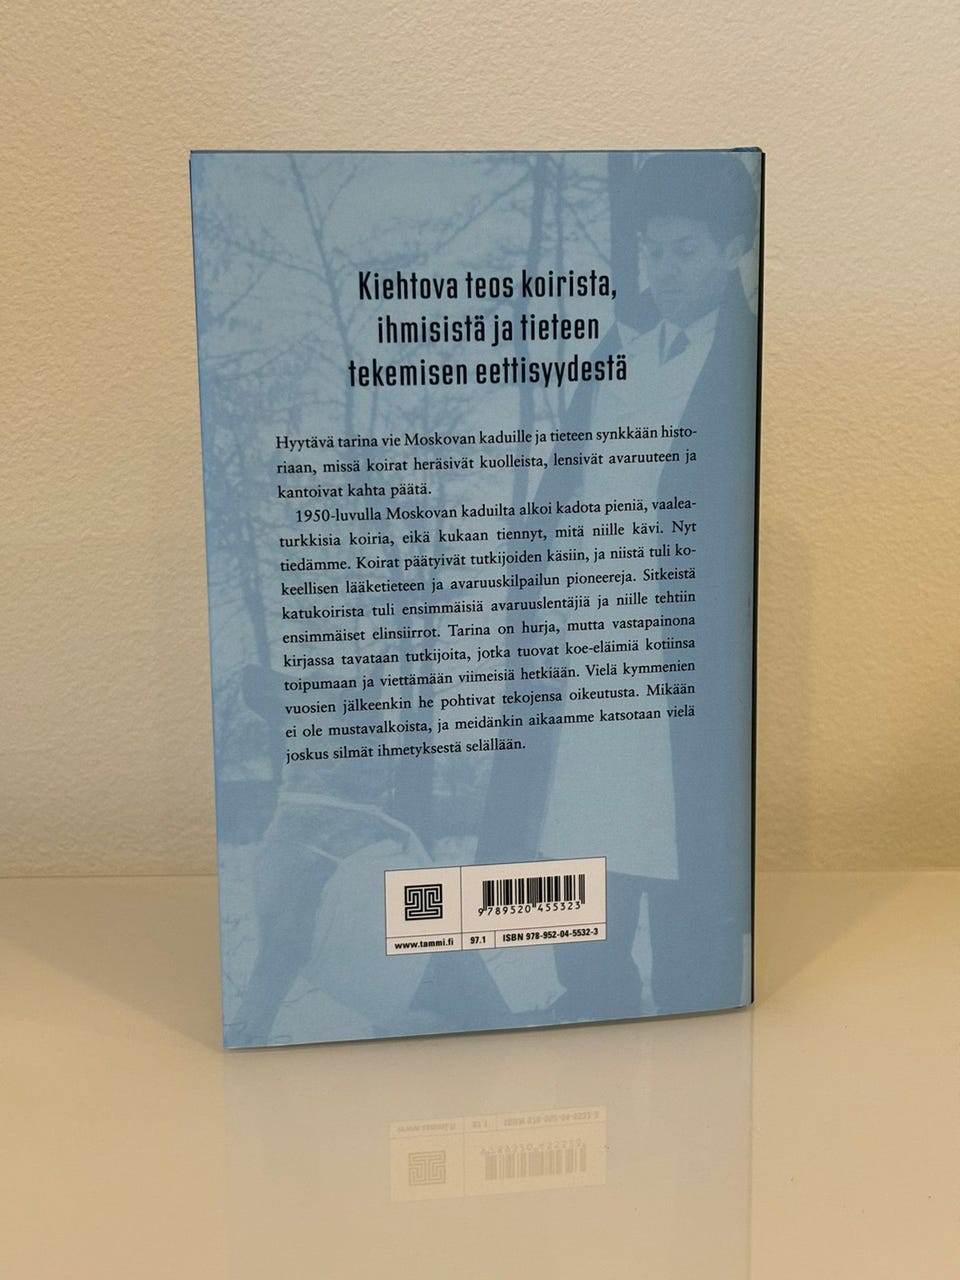 Kiehtova teos koirista,
ihmisistä ja tieteen
tekemisen eettisyydestä
Hyytävä tarina vie Moskovan kaduille ja tieteen synkkään histo-
riaan, missä koirat heräsivät kuolleista, lensivät avaruuteen ja
kantoivat kahta päätä.
1950-luvulla Moskovan kaduilta alkoi kadota pieniä, vaalea-
turkkisia koiria, eikä kukaan tiennyt, mitä niille kävi. Nyt
tiedämme. Koirat päätyivät tutkijoiden käsiin, ja niistä tuli ko-
keellisen lääketieteen ja avaruuskilpailun pioneereja. Sitkeistä
katukoirista tuli ensimmäisiä avaruuslentäjiä ja niille tehtiin
ensimmäiset elinsiirrot. Tarina on hurja, mutta vastapainona
kirjassa tavataan tutkijoita, jotka tuovat koe-eläimiä kotiinsa
toipumaan ja viettämään viimeisiä hetkiään. Vielä kymmenien
vuosien jälkeenkin he pohtivat tekojensa oikeutusta. Mikään
ei ole mustavalkoista, ja meidänkin aikaamme katsotaan vielä
joskus silmät ihmetyksestä selällään.
9 789520 455323
www.tammi.fi 97.1 ISBN 978-952-04-5532-3